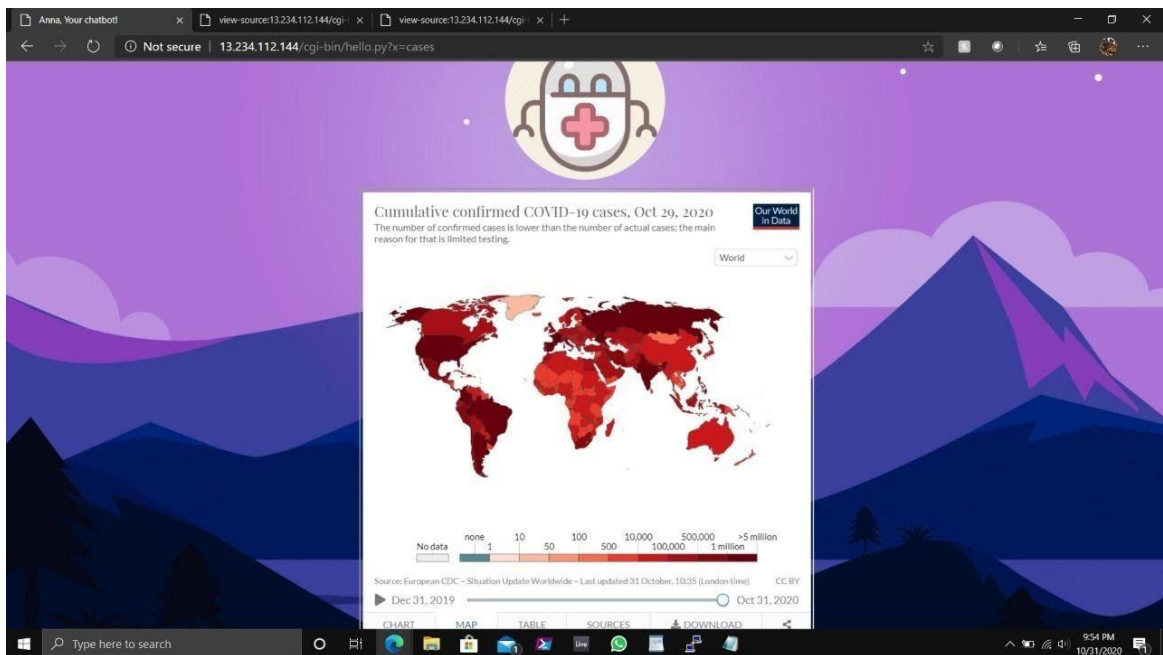 Anna, Your chatbot!
view-source:13.234.112.144/cgi-
view-source:13.234.112.144/cgi-
Not secure | 13.234.112.144/cgi-bin/hello.py?x=cases
Cumulative confirmed COVID-19 cases, Oct 29, 2020
Our World
in Data
The number of confirmed cases is lower than the number of actual cases; the main
reason for that is limited testing.
World
No data
none 10 100 10,000 500,000 >5 million
1 50 500 100,000 1 million
Source: European CDC – Situation Update Worldwide – Last updated 31 October, 10:35 (London time) CC BY
Dec 31, 2019 Oct 31, 2020
CHART MAP TABLE SOURCES DOWNLOAD
Type here to search
Live
9:54 PM
10/31/2020